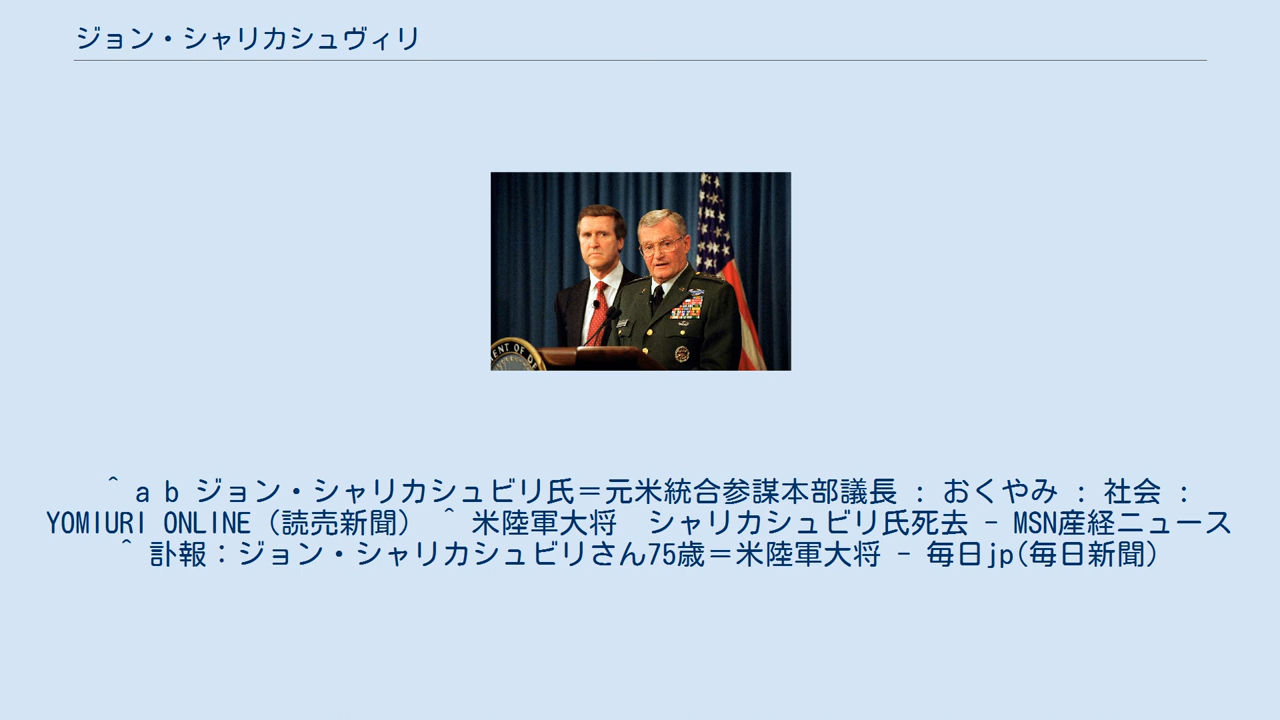 ジョン・シャリカシュヴィリ
ENT OF DE
^ a b ジョン・シャリカシュビリ氏＝元米統合参謀本部議長 : おくやみ : 社会 :
YOMIURI ONLINE（読売新聞） ^ 米陸軍大将　シャリカシュビリ氏死去 - MSN産経ニュース
^ 訃報：ジョン・シャリカシュビリさん75歳＝米陸軍大将 - 毎日jp(毎日新聞)